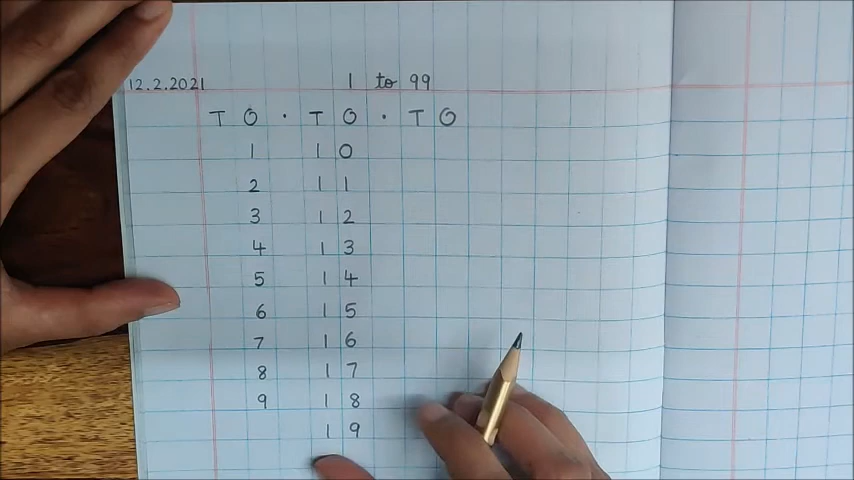 12.2.2021 1 to 99
T O . T O . T O
1 1 0
2 1 1
3 1 2
4 1 3
5 1 4
6 1 5
7 1 6
8 1 7
9 1 8
1 9